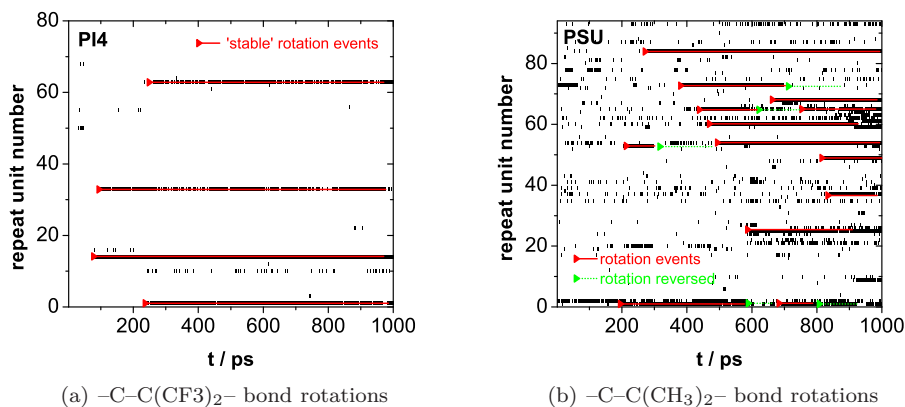 PI4
'stable' rotation events
repeat unit number
80
60
40
20
0
200 400 600 800 1000
t / ps
(a) –C–C(CF3)₂– bond rotations
PSU
rotation events
rotation reversed
repeat unit number
80
60
40
20
0
200 400 600 800 1000
t / ps
(b) –C–C(CH₃)₂– bond rotations